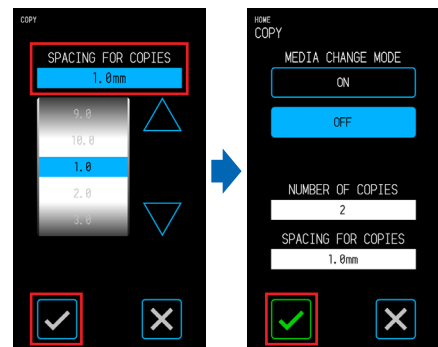 COPY
SPACING FOR COPIES
1.0mm
9.0
10.0
1.0
2.0
3.0
HOME
COPY
MEDIA CHANGE MODE
ON
OFF
NUMBER OF COPIES
2
SPACING FOR COPIES
1.0mm